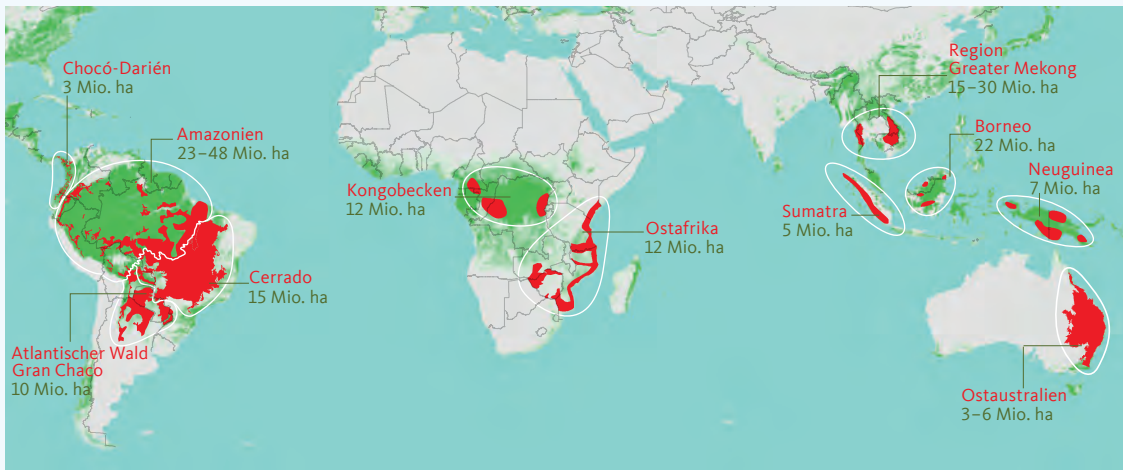 Chocó-Darién
3 Mio. ha
Amazonien
23–48 Mio. ha
Cerrado
15 Mio. ha
Atlantischer Wald
Gran Chaco
10 Mio. ha
Kongobecken
12 Mio. ha
Ostafrika
12 Mio. ha
Region
Greater Mekong
15–30 Mio. ha
Borneo
22 Mio. ha
Neuguinea
7 Mio. ha
Sumatra
5 Mio. ha
Ostaustralien
3–6 Mio. ha